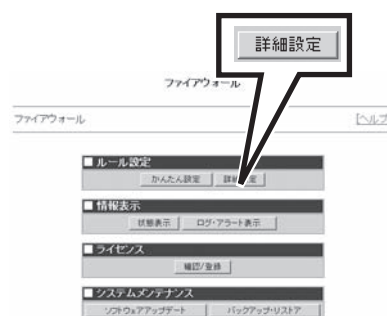 詳細設定
ファイアウォール
ファイアウォール [ヘルプ
■ ルール設定
かんたん設定 詳細設定
■ 情報表示
状態表示 ログ・アラート表示
■ ライセンス
確認/登録
■ システムメンテナンス
ソフトウェアアップデート バックアップ・リストア